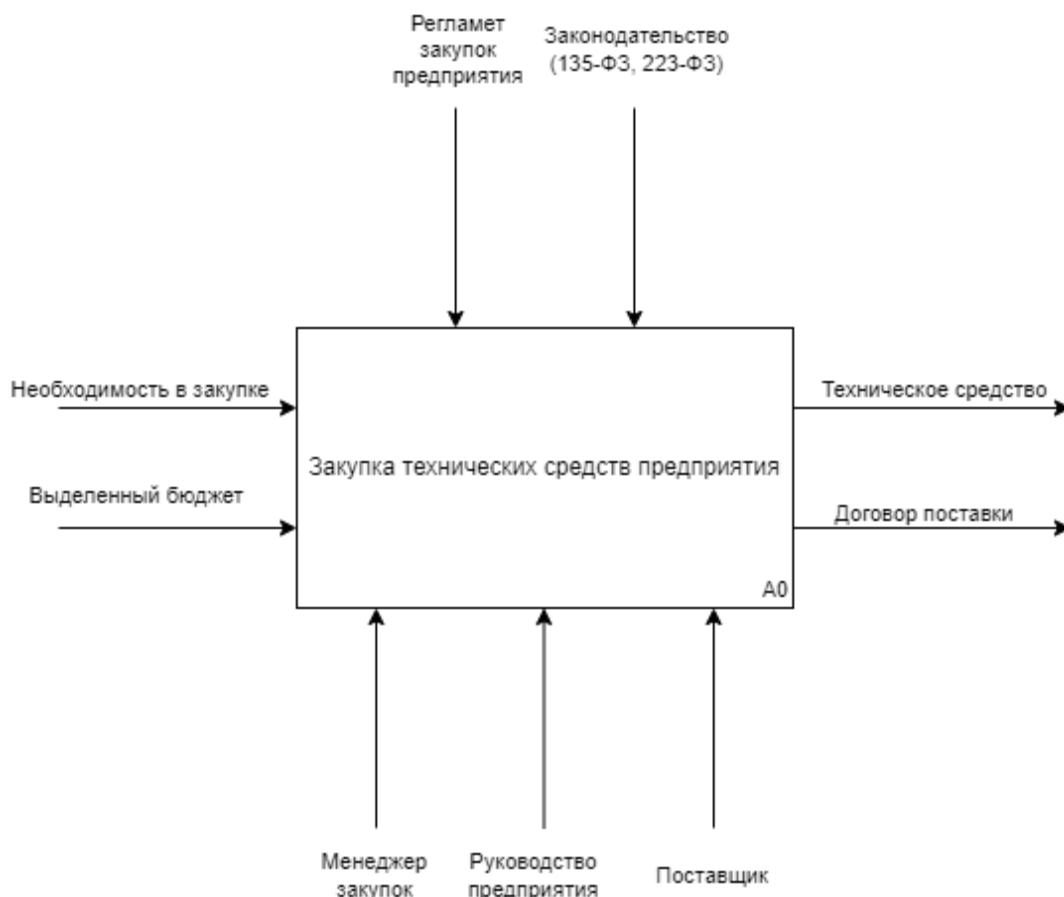 Регламет
закупок
предприятия
Законодательство
(135-ФЗ, 223-ФЗ)
Необходимость в закупке
Выделенный бюджет
Закупка технических средств предприятия
A0
Техническое средство
Договор поставки
Менеджер
закупок
Руководство
предприятия
Поставщик